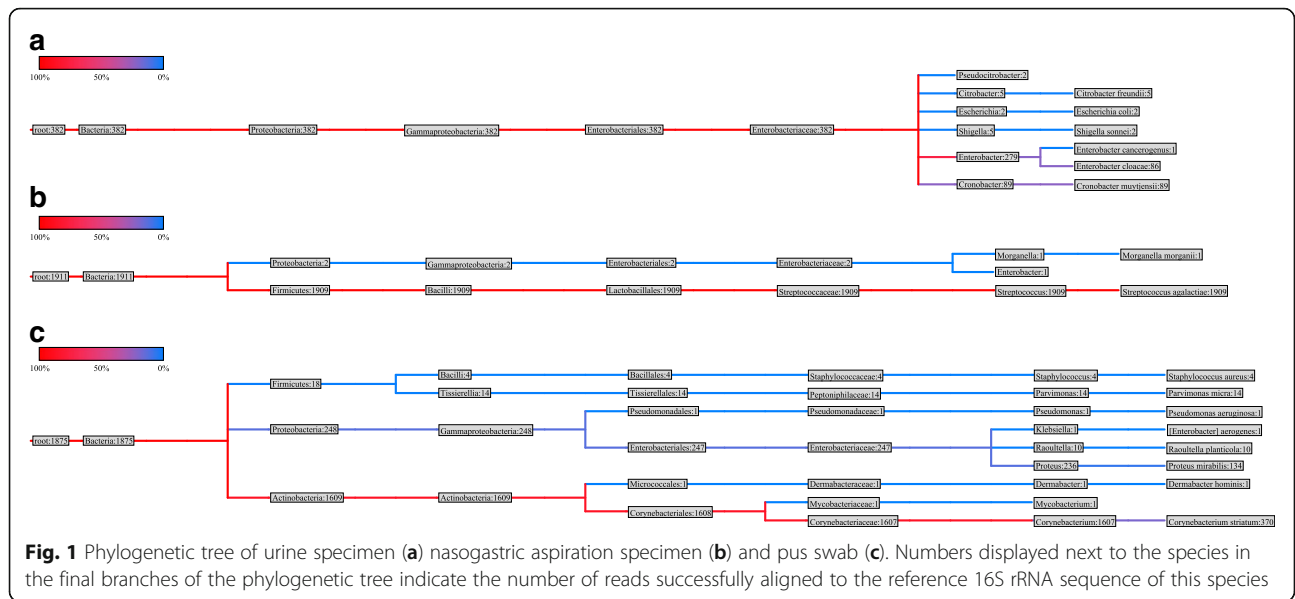 a
100% 50% 0%
Pseudocitrobacter:2
Citrobacter:5 Citrobacter freundii:5
Escherichia:2 Escherichia coli:2
root:382 Bacteria:382 Proteobacteria:382 Gammaproteobacteria:382 Enterobacteriales:382 Enterobacteriaceae:382
Shigella:5 Shigella sonnei:2
Enterobacter cancerogenus:1
Enterobacter:279
Enterobacter cloacae:86
Cronobacter:89 Cronobacter muytjensii:89
b
100% 50% 0%
Morganella:1 Morganella morganii:1
Proteobacteria:2 Gammaproteobacteria:2 Enterobacteriales:2 Enterobacteriaceae:2
Enterobacter:1
root:1911 Bacteria:1911
Firmicutes:1909 Bacilli:1909 Lactobacillales:1909 Streptococcaceae:1909 Streptococcus:1909 Streptococcus agalactiae:1909
c
100% 50% 0%
Bacilli:4 Bacillales:4 Staphylococcaceae:4 Staphylococcus:4 Staphylococcus aureus:4
Firmicutes:18
Tissierellia:14 Tissierellales:14 Peptoniphilaceae:14 Parvimonas:14 Parvimonas micra:14
Pseudomonadales:1 Pseudomonadaceae:1 Pseudomonas:1 Pseudomonas aeruginosa:1
Proteobacteria:248 Gammaproteobacteria:248
Klebsiella:1 [Enterobacter] aerogenes:1
root:1875 Bacteria:1875
Enterobacteriales:247 Enterobacteriaceae:247 Raoultella:10 Raoultella planticola:10
Proteus:236 Proteus mirabilis:134
Micrococcales:1 Dermabacteraceae:1 Dermabacter:1 Dermabacter hominis:1
Actinobacteria:1609 Actinobacteria:1609
Mycobacteriaceae:1 Mycobacterium:1
Corynebacteriales:1608
Corynebacteriaceae:1607 Corynebacterium:1607 Corynebacterium striatum:370
Fig. 1 Phylogenetic tree of urine specimen (a) nasogastric aspiration specimen (b) and pus swab (c). Numbers displayed next to the species in
the final branches of the phylogenetic tree indicate the number of reads successfully aligned to the reference 16S rRNA sequence of this species